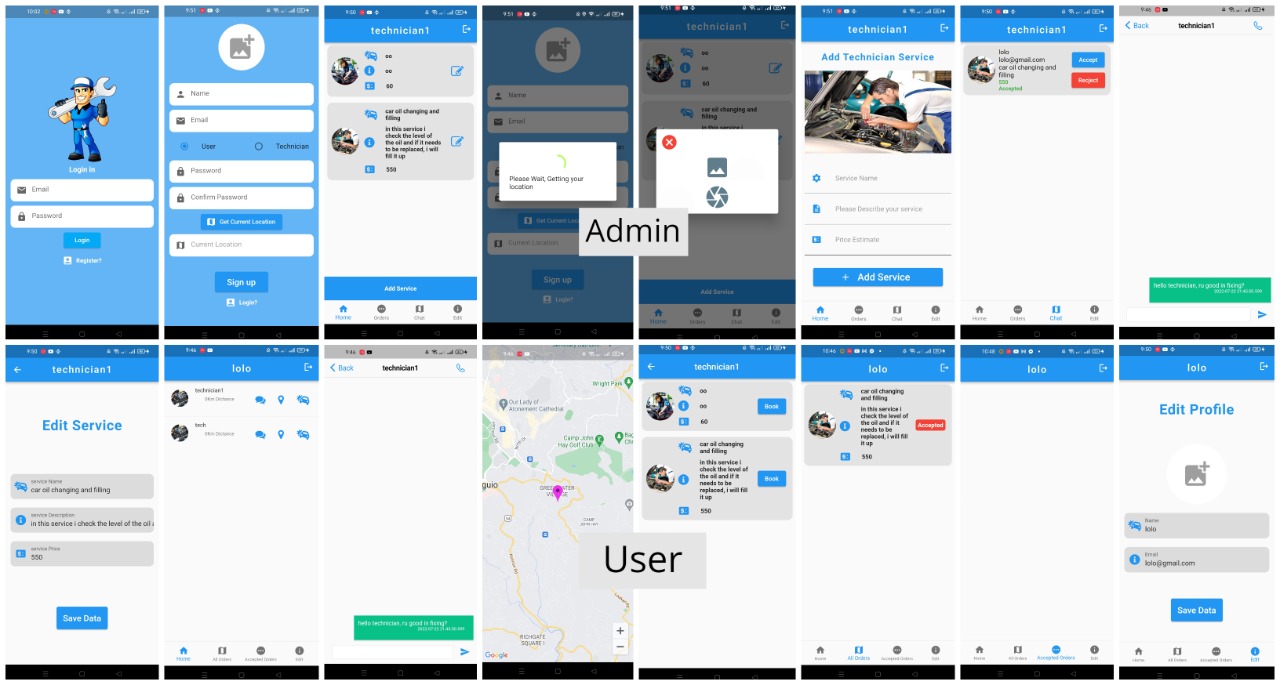 10:02
Login in
Email
Password
Login
Register?
9:51
Name
Email
User
Technician
Password
Confirm Password
Get Current Location
Current Location
Sign up
Login?
9:50
technician1
oo
oo
60
car oil changing and
filling
in this service i
check the level of
the oil and if it
needs to be
replaced, i will
fill it up
550
Add Service
Home
Orders
Chat
Edit
9:51
Name
Email
Please Wait, Getting your
location
Get Current
Current Location
Sign up
Login?
9:51
technician1
oo
oo
60
car oil changing and
filling
in this service i
Add Service
Home
Orders
Chat
Edit
Admin
9:51
technician1
Add Technician Service
Service Name
Please Describe your service
Price Estimate
+ Add Service
Home
Orders
Chat
Edit
9:50
technician1
lolo
lolo@gmail.com
car oil changing and
filling
550
Accepted
Accept
Reject
Home
Orders
Chat
Edit
9:46
Back
technician1
hello technician, ru good in fixing?
9:50
technician1
Edit Service
service Name
car oil changing and filling
service Description
in this service i check the level of the oil a
service Price
550
Save Data
9:46
lolo
technician1
0Km Distance
tech
0Km Distance
Home
All Orders
Accepted Orders
Edit
9:46
Back
technician1
hello technician, ru good in fixing?
9:46
Wright Park
Our Lady of
Atonement Cathedral
Camp John
Hay Golf Club
guio
CAMP
RICHGATE
SQUARE I
Google
+
−
9:50
technician1
oo
oo
60
Book
car oil changing and
filling
in this service i
check the level of
the oil and if it
needs to be
replaced, i will fill
it up
550
Book
User
10:46
lolo
car oil changing
and filling
in this service i
check the level of
the oil and if it
needs to be
replaced, i will fill
it up
550
Accepted
Home
All Orders
Accepted Orders
Edit
10:48
lolo
Home
All Orders
Accepted Orders
Edit
9:50
lolo
Edit Profile
Name
lolo
Email
lolo@gmail.com
Save Data
Home
All Orders
Accepted Orders
Edit